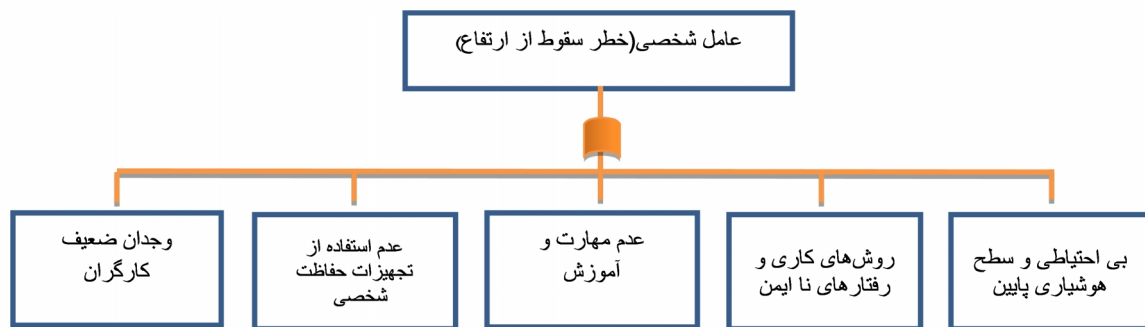 عامل شخصی(خطر سقوط از ارتفاع)
بی احتیاطی و سطح
هوشیاری پایین
روش‌های کاری و
رفتارهای نا ایمن
عدم مهارت و
آموزش
عدم استفاده از
تجهیزات حفاظت
شخصی
وجدان ضعیف
کارگران